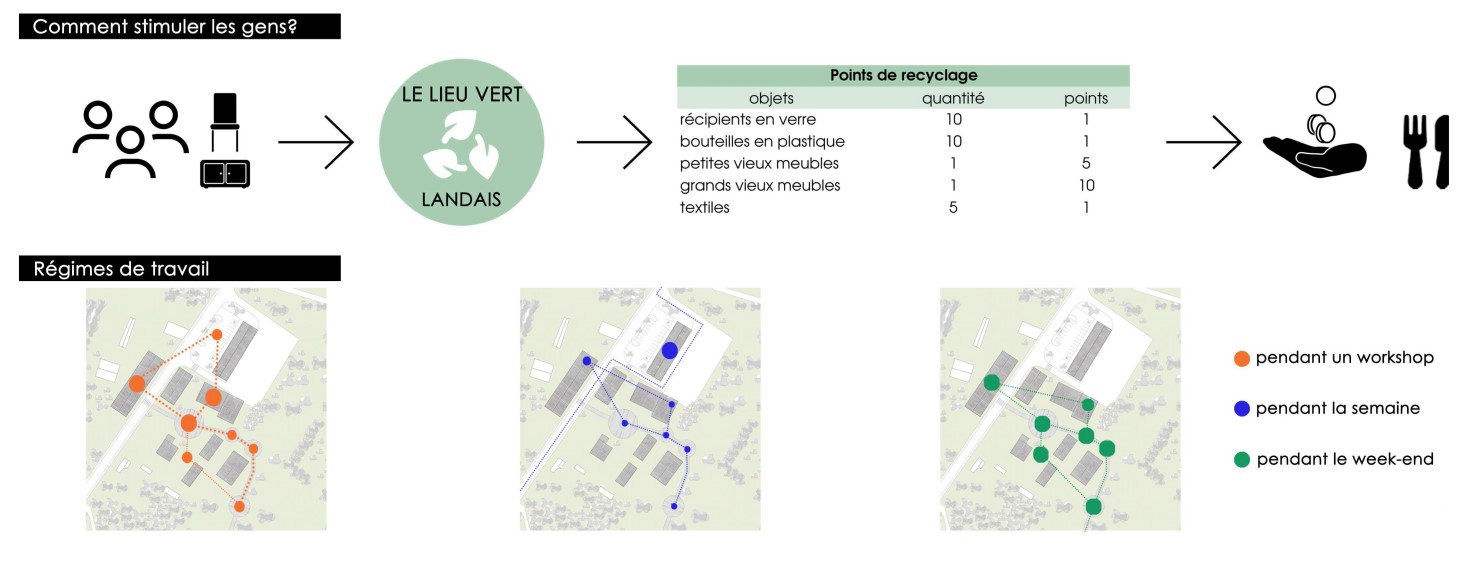 Comment stimuler les gens?
LE LIEU VERT
LANDAIS
Points de recyclage
objets quantité points
récipients en verre 10 1
bouteilles en plastique 10 1
petites vieux meubles 1 5
grands vieux meubles 1 10
textiles 5 1
Régimes de travail
pendant un workshop
pendant la semaine
pendant le week-end